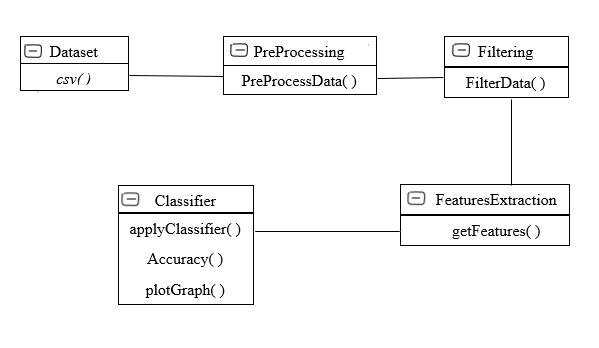 Dataset
csv()
PreProcessing
PreProcessData()
Filtering
FilterData()
FeaturesExtraction
getFeatures()
Classifier
applyClassifier()
Accuracy()
plotGraph()